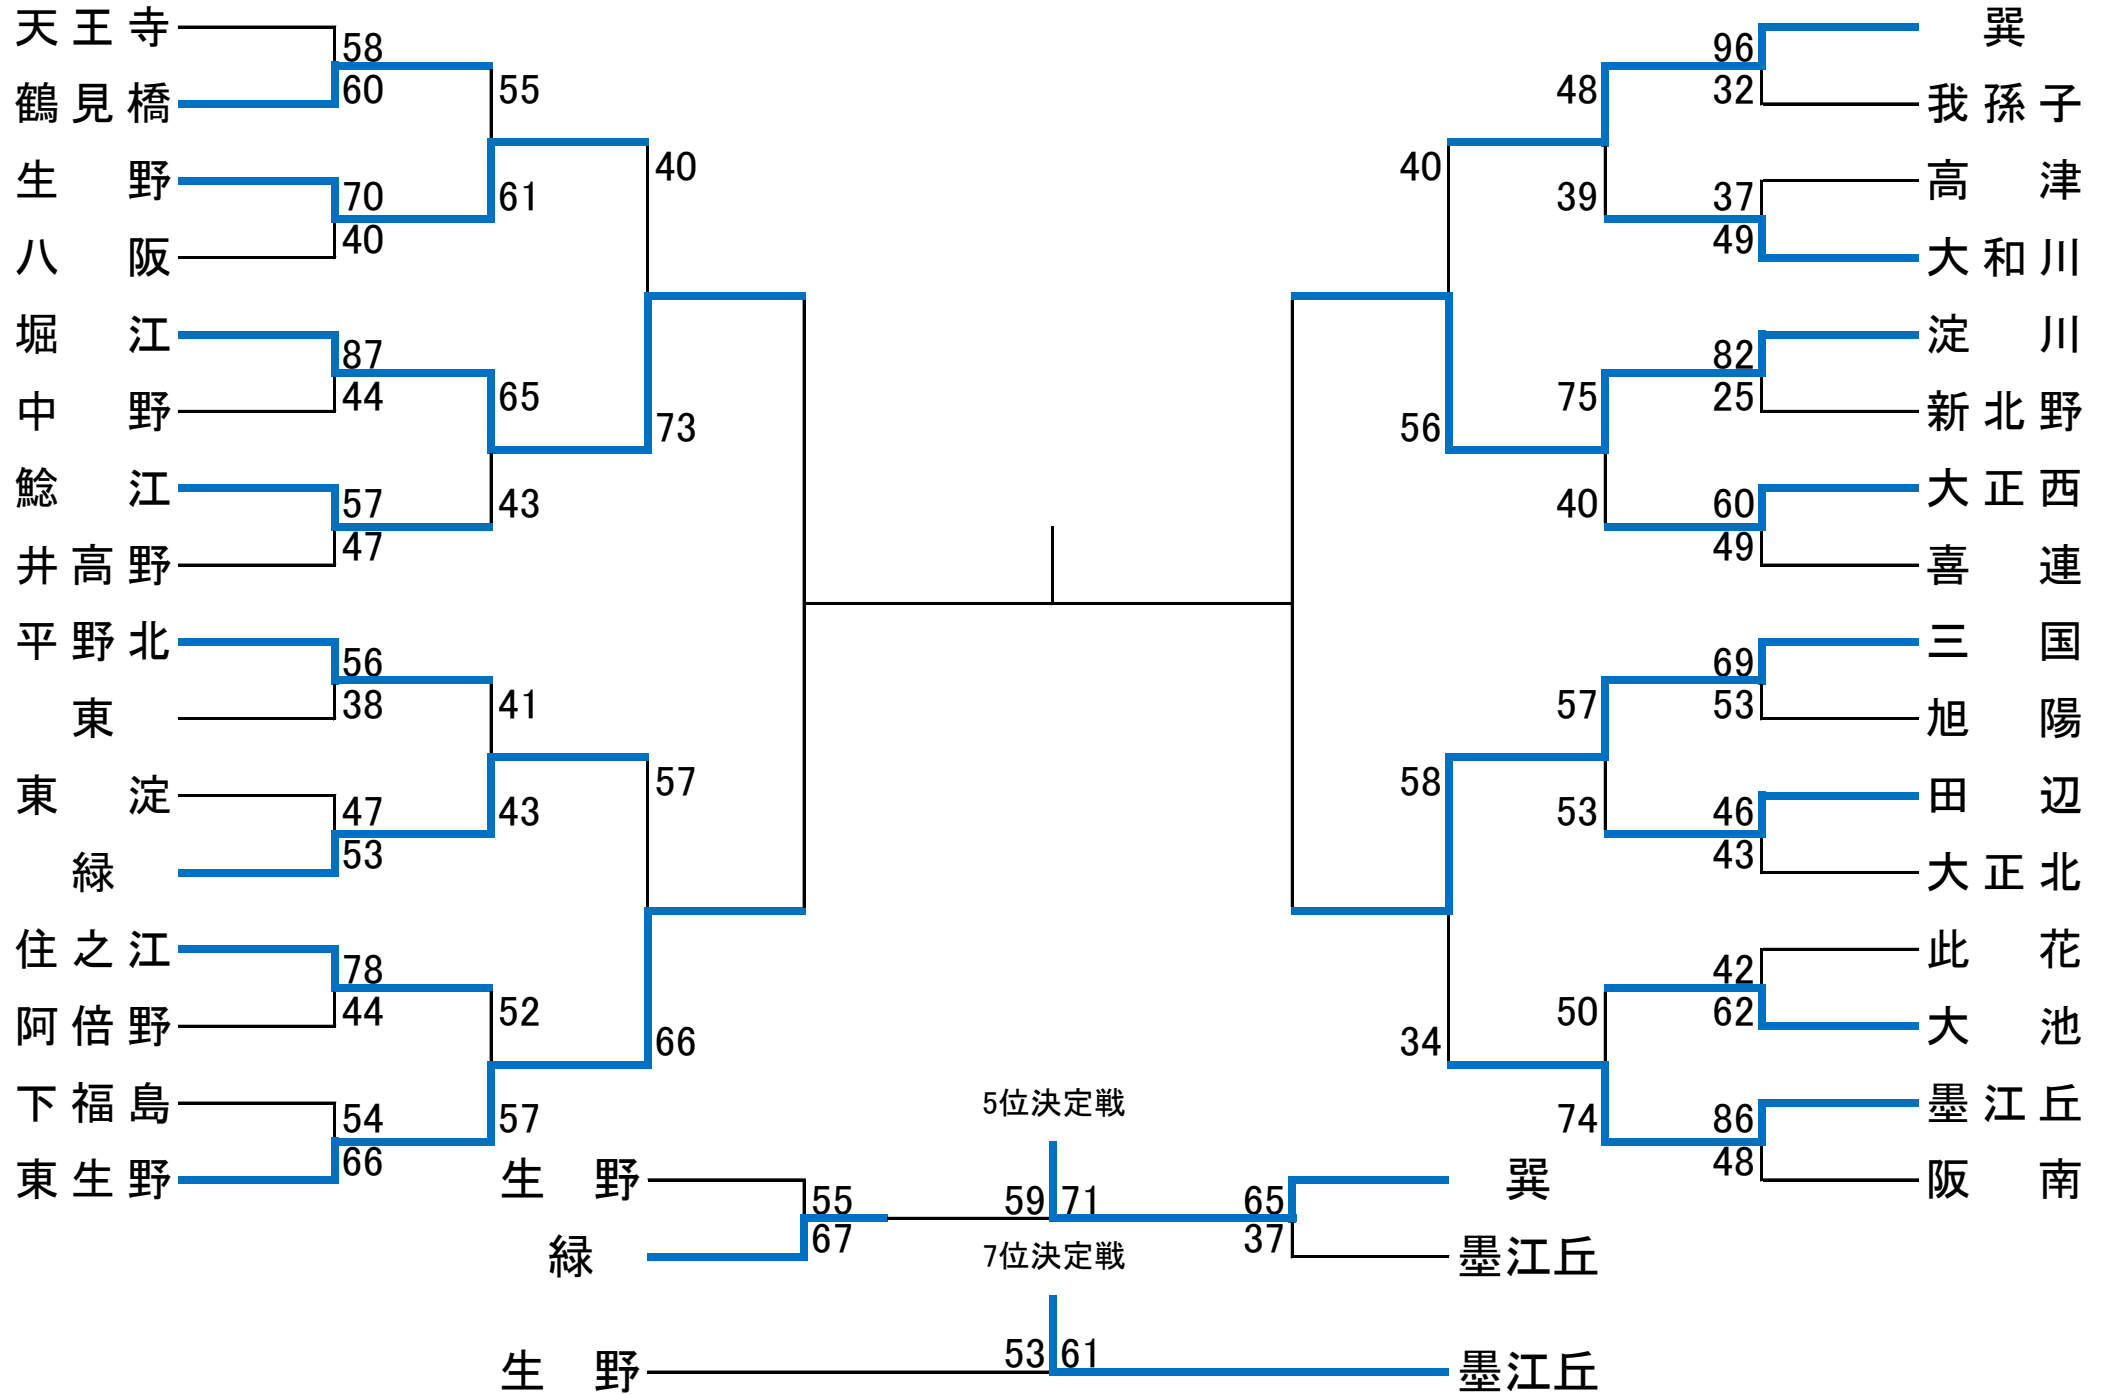 天王寺 58 96 巽
鶴見橋 60 55 48 32 我孫子
40 40
生野 70 61 39 37 高津
八阪 40 49 大和川
堀江 87 82 淀川
中野 44 65 75 25 新北野
73 56
鯰江 57 43 40 60 大正西
井高野 47 49 喜連
平野北 56 69 三国
東 38 41 57 53 旭陽
57 58
東淀 47 43 53 46 田辺
緑 53 43 大正北
住之江 78 42 此花
阿倍野 44 52 50 62 大池
66 34
下福島 54 57 5位決定戦 74 86 墨江丘
東生野 66 48 阪南
生野 55 59 71 65 巽
緑 67 7位決定戦 37 墨江丘
生野 53 61 墨江丘